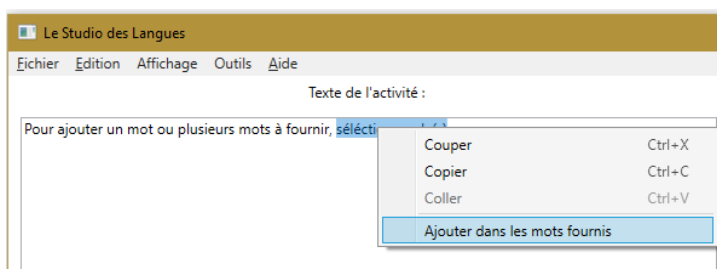 Le Studio des Langues
Fichier Edition Affichage Outils Aide
Texte de l'activité :
Pour ajouter un mot ou plusieurs mots à fournir,
Couper Ctrl+X
Copier Ctrl+C
Coller Ctrl+V
Ajouter dans les mots fournis